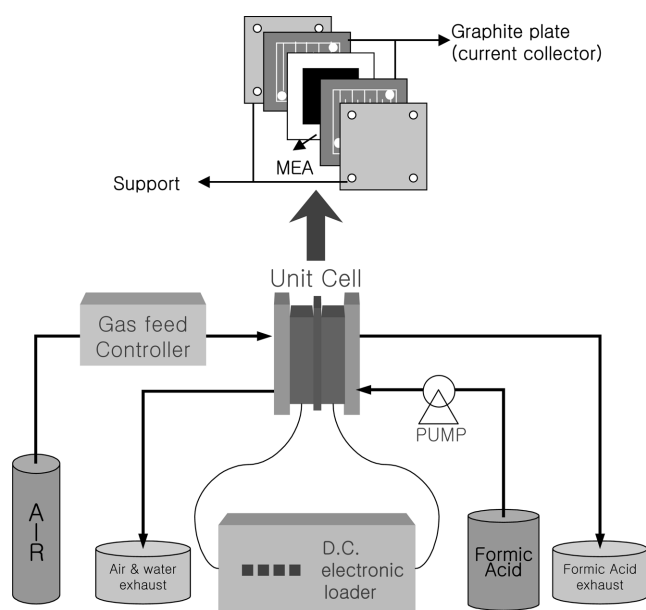 Graphite plate
(current collector)
MEA
Support
Unit Cell
Gas feed
Controller
PUMP
AIR
Air & water
exhaust
D.C.
electronic
loader
Formic
Acid
Formic Acid
exhaust